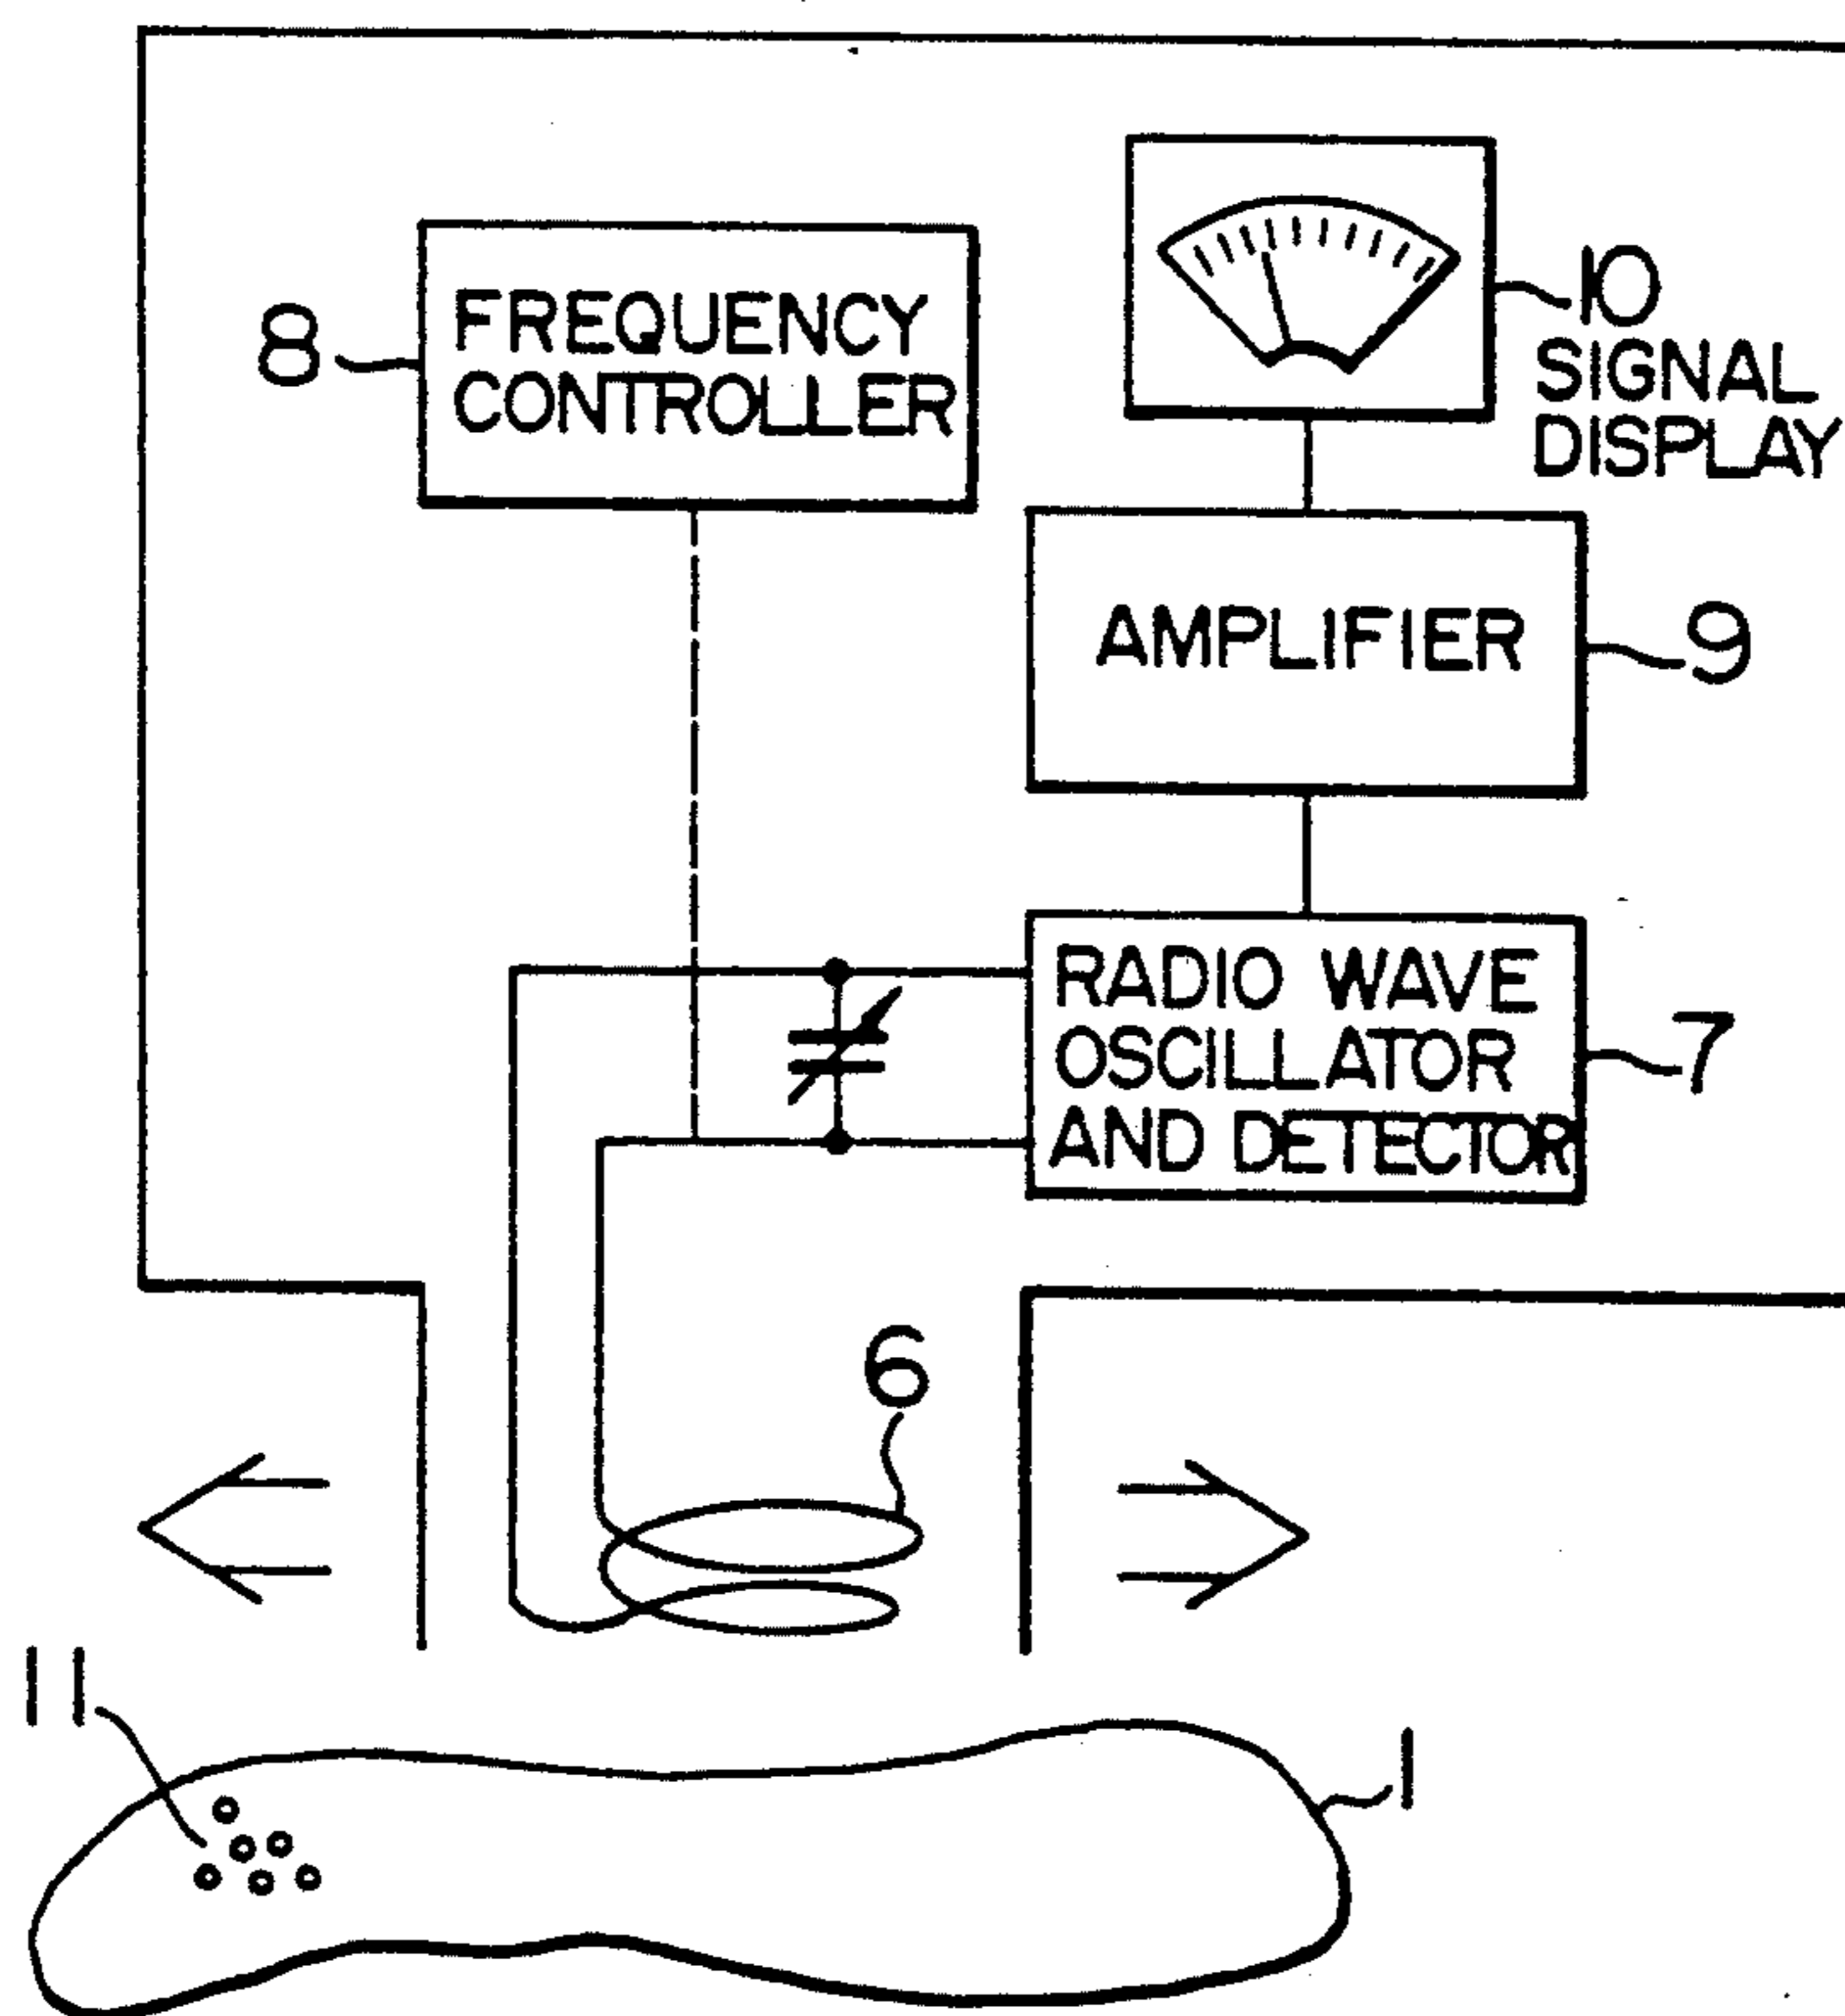 8
FREQUENCY
CONTROLLER
10
SIGNAL
DISPLAY
AMPLIFIER
9
RADIO WAVE
OSCILLATOR
AND DETECTOR
7
6
11
1